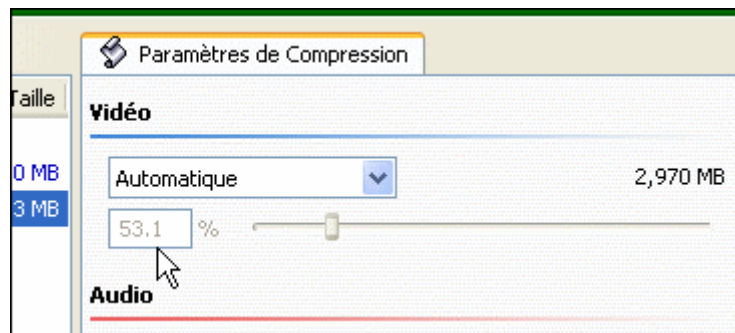 Paramètres de Compression
Taille
Vidéo
0 MB
Automatique
2,970 MB
3 MB
53.1 %
Audio